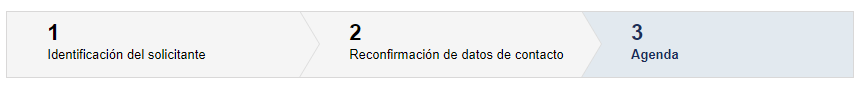 1
Identificación del solicitante
2
Reconfirmación de datos de contacto
3
Agenda